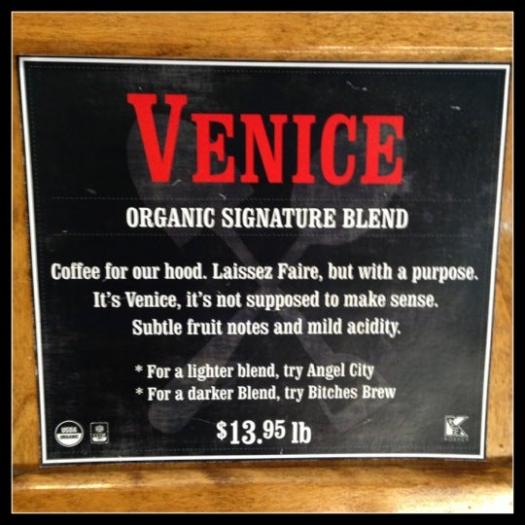 VENICE
ORGANIC SIGNATURE BLEND
Coffee for our hood. Laissez Faire, but with a purpose.
It's Venice, it's not supposed to make sense.
Subtle fruit notes and mild acidity.
* For a lighter blend, try Angel City
* For a darker Blend, try Bitches Brew
$13.95 lb
USDA
ORGANIC